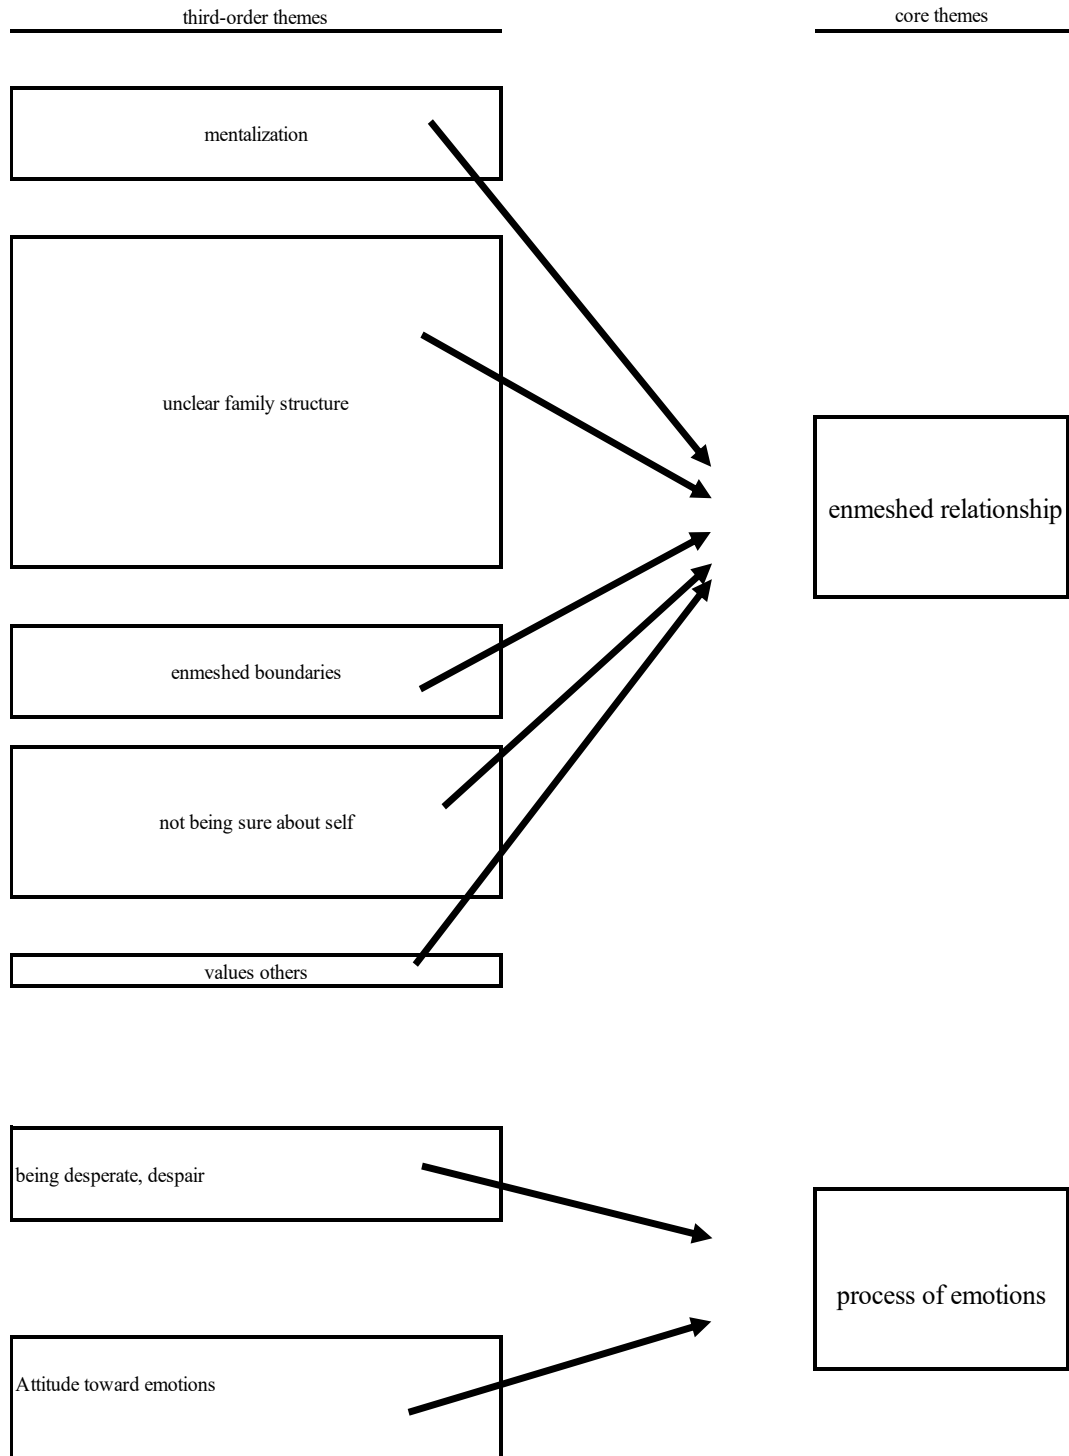 third-order themes
core themes
mentalization
unclear family structure
enmeshed relationship
enmeshed boundaries
not being sure about self
values others
being desperate, despair
process of emotions
Attitude toward emotions